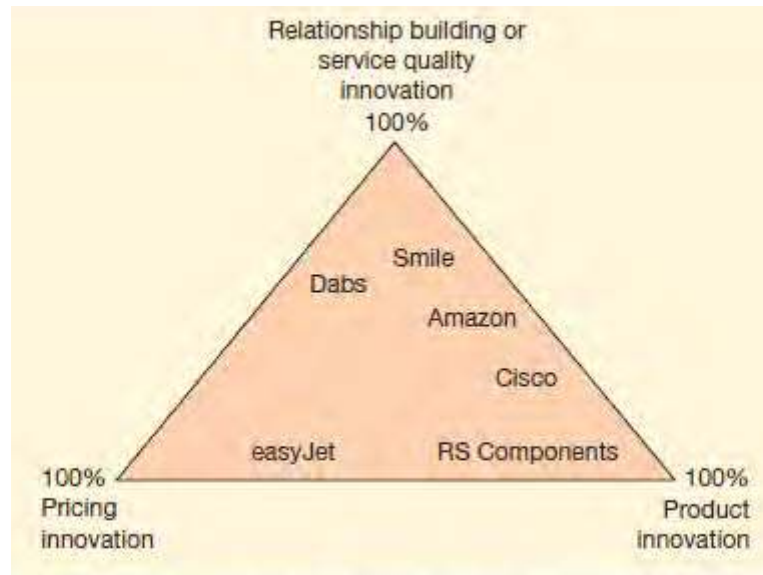 Relationship building or
service quality
innovation
100%
Smile
Dabs
Amazon
Cisco
easyJet
RS Components
100%
Pricing
innovation
100%
Product
innovation